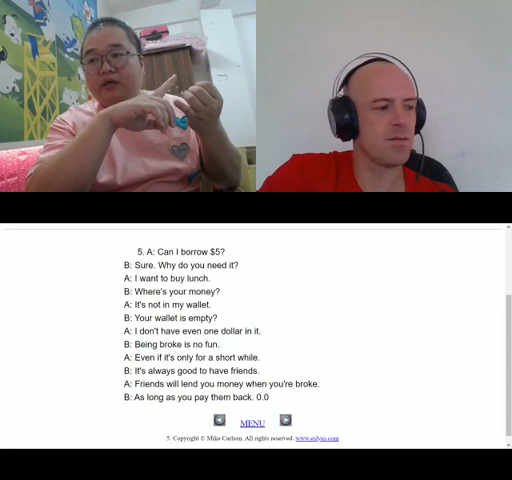 5. A: Can I borrow $5?
B: Sure. Why do you need it?
A: I want to buy lunch.
B: Where's your money?
A: It's not in my wallet.
B: Your wallet is empty?
A: I don't have even one dollar in it.
B: Being broke is no fun.
A: Even if it's only for a short while.
B: It's always good to have friends.
A: Friends will lend you money when you're broke.
B: As long as you pay them back. 0.0
MENU
5. Copyright © Mike Carlson. All rights reserved. www.eslyes.com